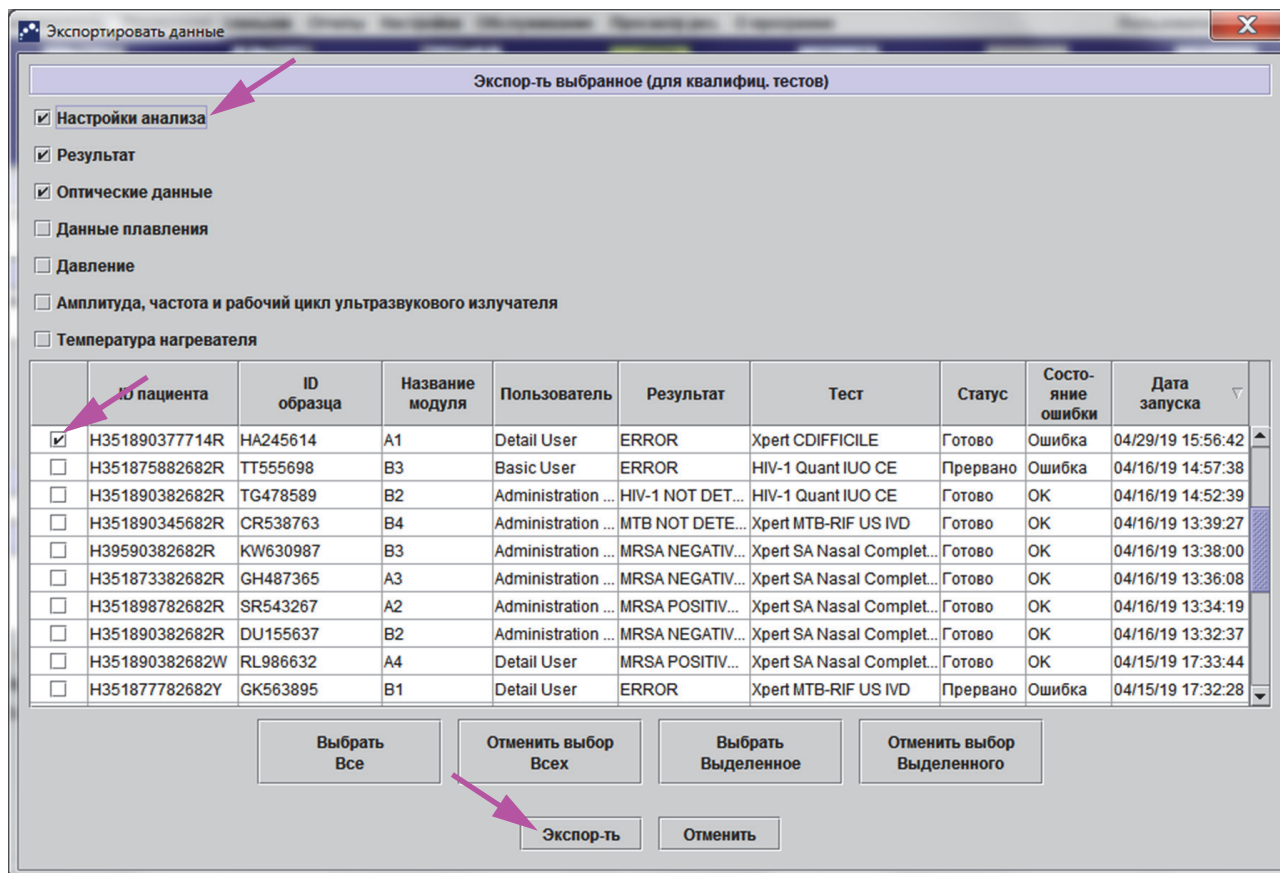 Экспортировать данные
Экспор-ть выбранное (для квалифиц. тестов)
Настройки анализа
Результат
Оптические данные
Данные плавления
Давление
Амплитуда, частота и рабочий цикл ультразвукового излучателя
Температура нагревателя
ID пациента ID образца Название модуля Пользователь Результат Тест Статус Состо-яние ошибки Дата запуска
H351890377714R HA245614 A1 Detail User ERROR Xpert CDIFFICILE Готово Ошибка 04/29/19 15:56:42
H351875882682R TT555698 B3 Basic User ERROR HIV-1 Quant IUO CE Прервано Ошибка 04/16/19 14:57:38
H351890382682R TG478589 B2 Administration ... HIV-1 NOT DET... HIV-1 Quant IUO CE Готово OK 04/16/19 14:52:39
H351890345682R CR538763 B4 Administration ... MTB NOT DETE... Xpert MTB-RIF US IVD Готово OK 04/16/19 13:39:27
H39590382682R KW630987 B3 Administration ... MRSA NEGATIV... Xpert SA Nasal Complet... Готово OK 04/16/19 13:38:00
H351873382682R GH487365 A3 Administration ... MRSA NEGATIV... Xpert SA Nasal Complet... Готово OK 04/16/19 13:36:08
H351898782682R SR543267 A2 Administration ... MRSA POSITIV... Xpert SA Nasal Complet... Готово OK 04/16/19 13:34:19
H351890382682R DU155637 B2 Administration ... MRSA NEGATIV... Xpert SA Nasal Complet... Готово OK 04/16/19 13:32:37
H351890382682W RL986632 A4 Detail User MRSA POSITIV... Xpert SA Nasal Complet... Готово OK 04/15/19 17:33:44
H351877782682Y GK563895 B1 Detail User ERROR Xpert MTB-RIF US IVD Прервано Ошибка 04/15/19 17:32:28
Выбрать Все
Отменить выбор Всех
Выбрать Выделенное
Отменить выбор Выделенного
Экспор-ть
Отменить